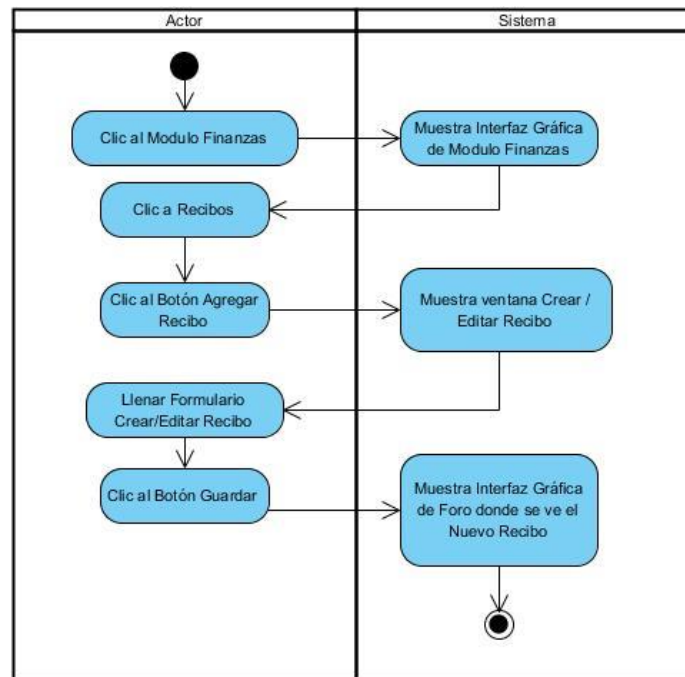 Actor
Sistema
Clic al Modulo Finanzas
Muestra Interfaz Gráfica
de Modulo Finanzas
Clic a Recibos
Clic al Botón Agregar
Recibo
Muestra ventana Crear /
Editar Recibo
Llenar Formulario
Crear/Editar Recibo
Clic al Botón Guardar
Muestra Interfaz Gráfica
de Foro donde se ve el
Nuevo Recibo